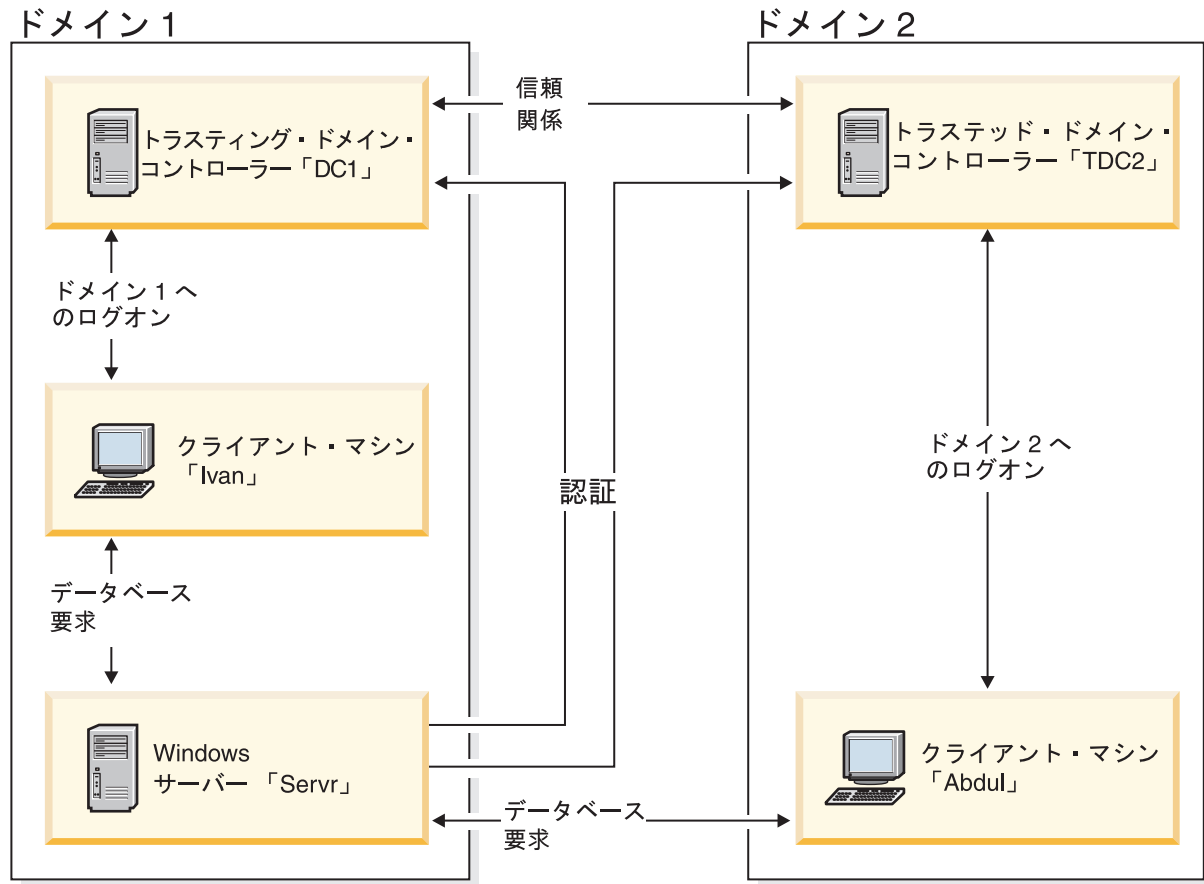 ドメイン 1
ドメイン 2
トラスティング・ドメイン・
コントローラー「DC1」
信頼
関係
トラステッド・ドメイン・
コントローラー「TDC2」
ドメイン 1 へ
のログオン
クライアント・マシン
「Ivan」
認証
ドメイン 2 へ
のログオン
データベース
要求
Windows
サーバー 「Servr」
データベース
要求
クライアント・マシン
「Abdul」